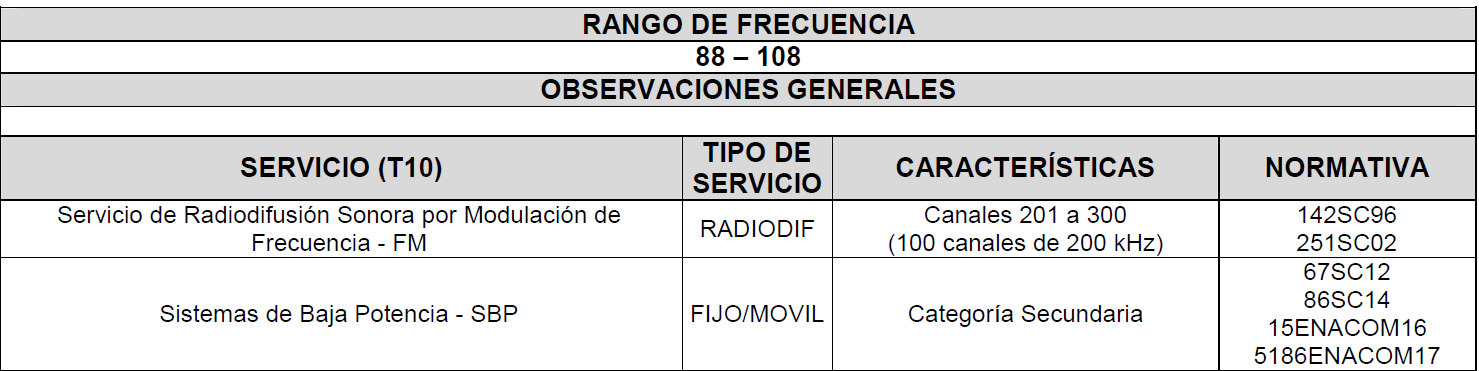 RANGO DE FRECUENCIA
88 – 108
OBSERVACIONES GENERALES
SERVICIO (T10)
TIPO DE
SERVICIO
CARACTERÍSTICAS
NORMATIVA
Servicio de Radiodifusión Sonora por Modulación de
Frecuencia - FM
RADIODIF
Canales 201 a 300
(100 canales de 200 kHz)
142SC96
251SC02
Sistemas de Baja Potencia - SBP
FIJO/MOVIL
Categoría Secundaria
67SC12
86SC14
15ENACOM16
5186ENACOM17